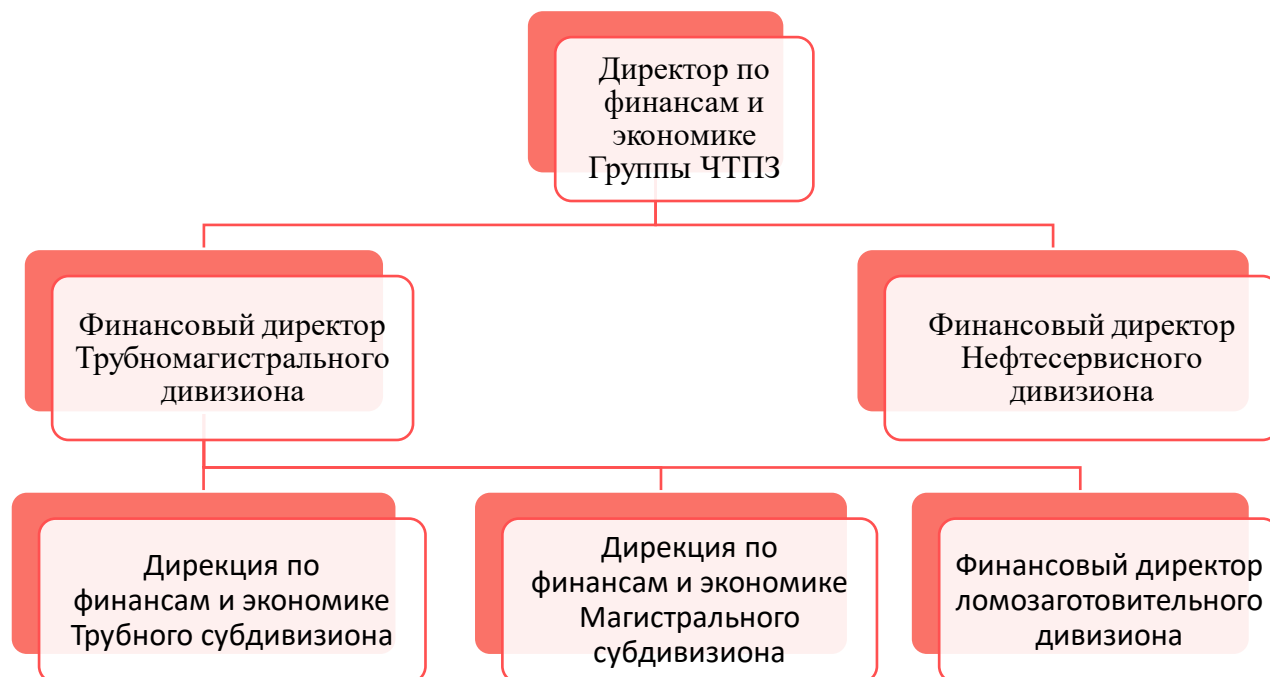 Директор по
финансам и
экономике
Группы ЧТПЗ
Финансовый директор
Трубномагистрального
дивизиона
Финансовый директор
Нефтесервисного
дивизиона
Дирекция по
финансам и экономике
Трубного субдивизиона
Дирекция по
финансам и экономике
Магистрального
субдивизиона
Финансовый директор
ломозаготовительного
дивизиона